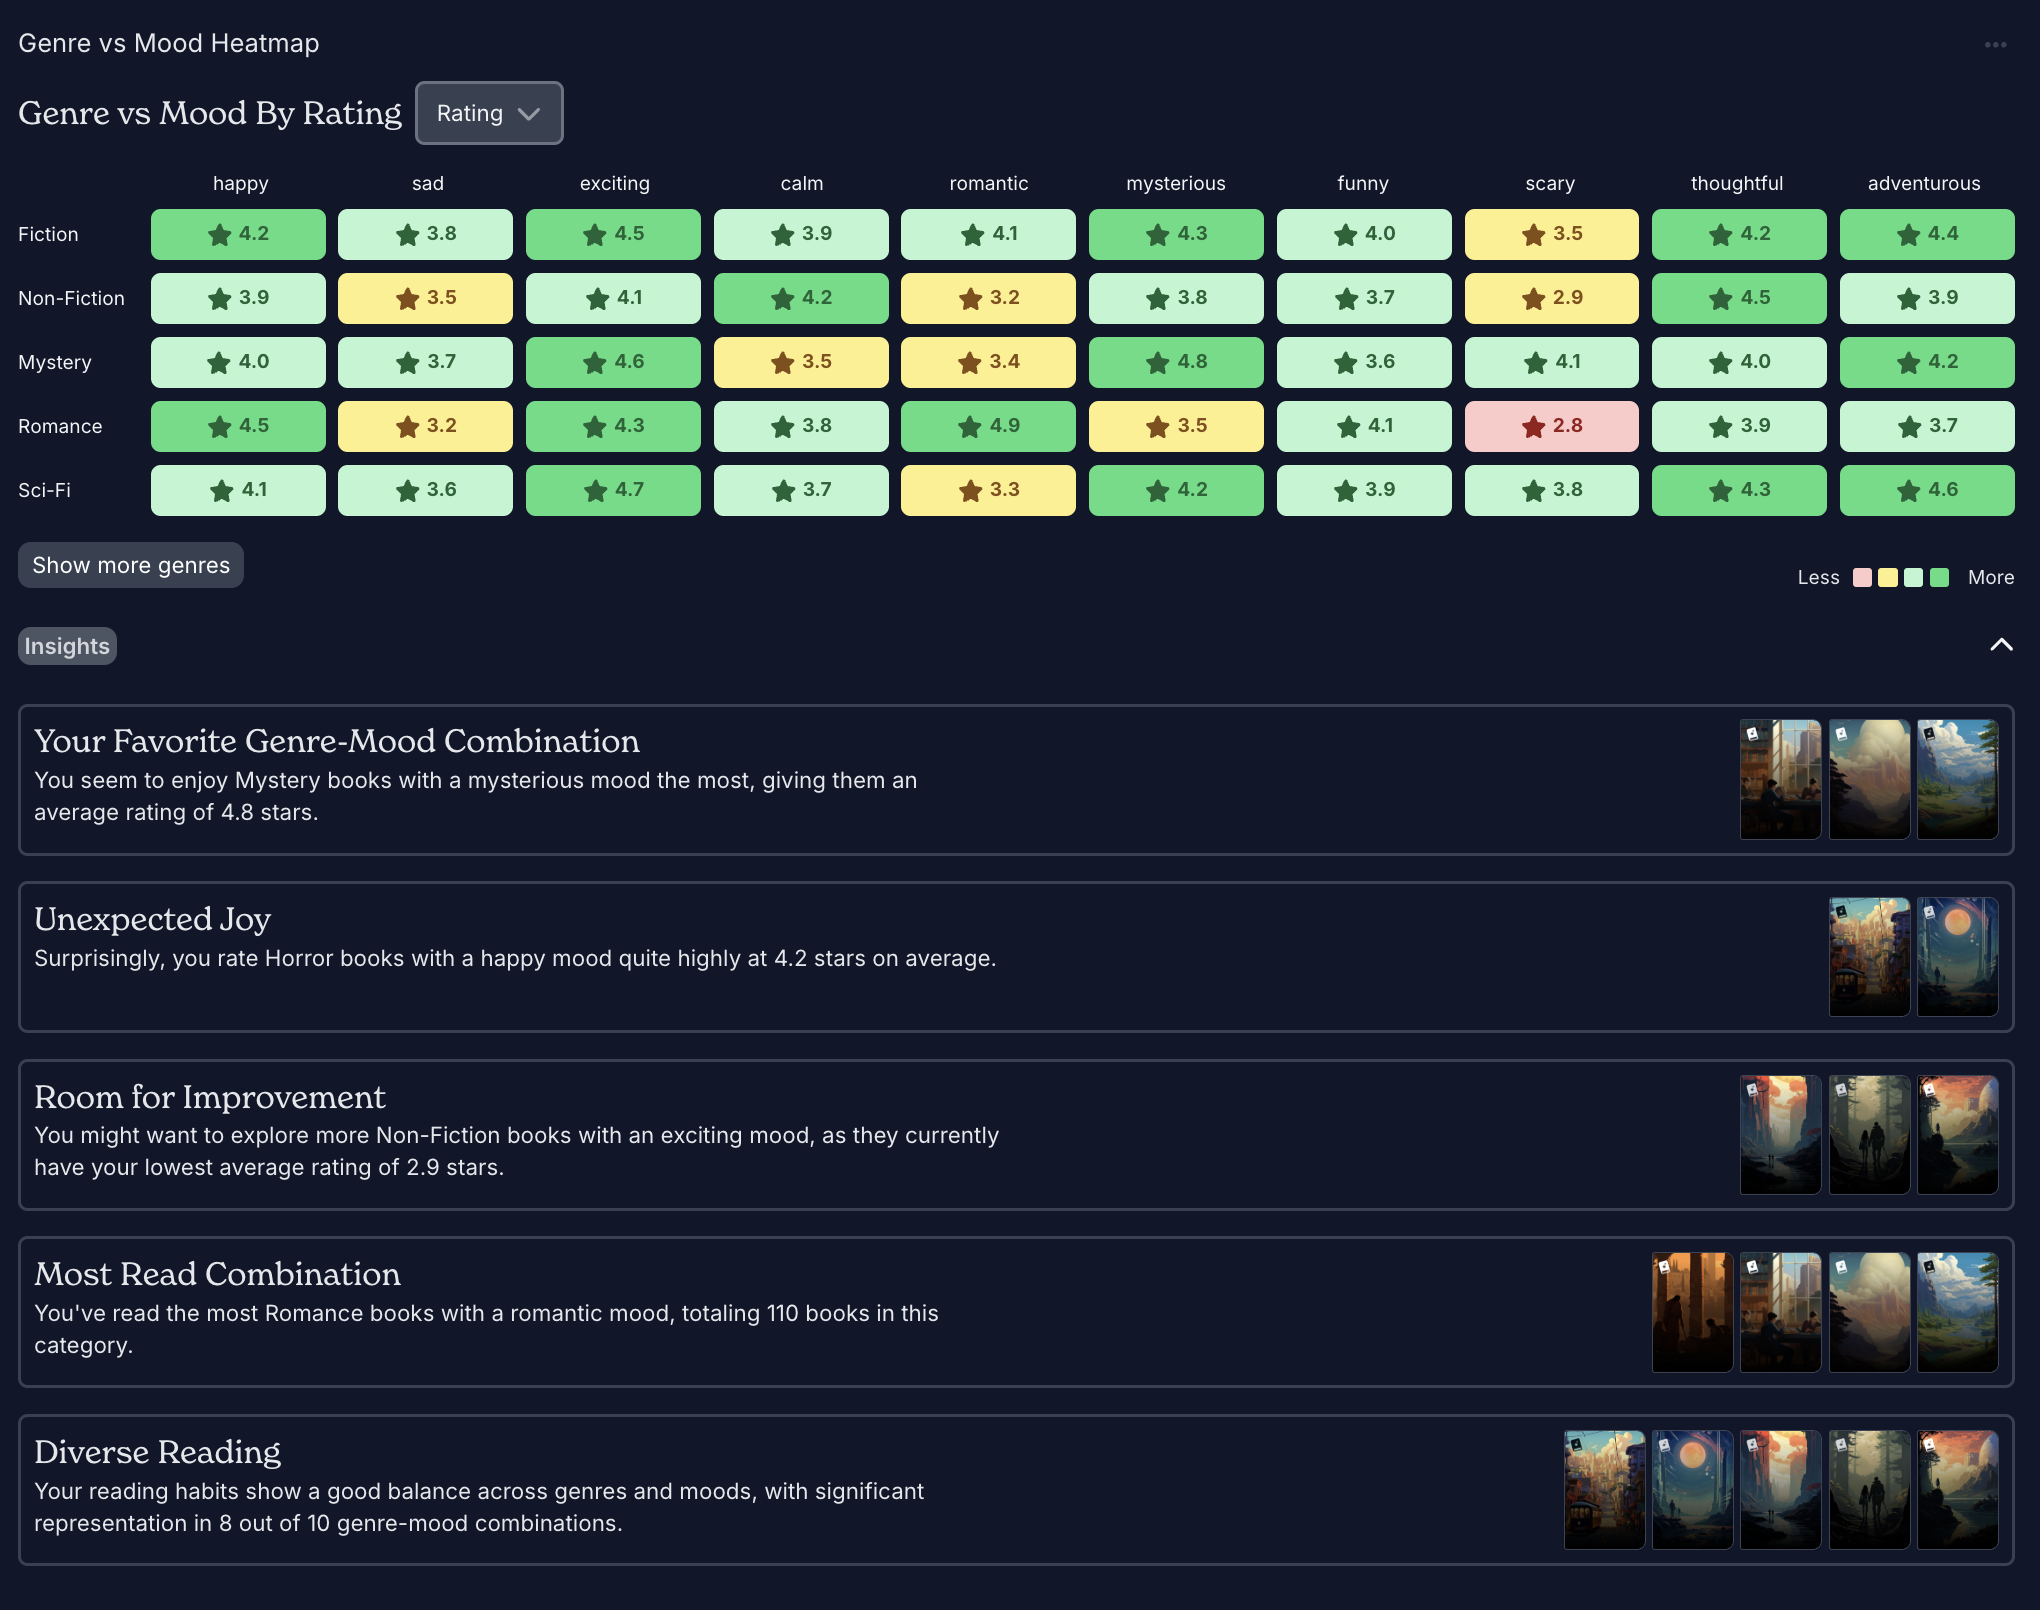 Genre vs Mood Heatmap
Genre vs Mood By Rating Rating
happy sad exciting calm romantic mysterious funny scary thoughtful adventurous
Fiction 4.2 3.8 4.5 3.9 4.1 4.3 4.0 3.5 4.2 4.4
Non-Fiction 3.9 3.5 4.1 4.2 3.2 3.8 3.7 2.9 4.5 3.9
Mystery 4.0 3.7 4.6 3.5 3.4 4.8 3.6 4.1 4.0 4.2
Romance 4.5 3.2 4.3 3.8 4.9 3.5 4.1 2.8 3.9 3.7
Sci-Fi 4.1 3.6 4.7 3.7 3.3 4.2 3.9 3.8 4.3 4.6
Show more genres
Less More
Insights
Your Favorite Genre-Mood Combination
You seem to enjoy Mystery books with a mysterious mood the most, giving them an
average rating of 4.8 stars.
Unexpected Joy
Surprisingly, you rate Horror books with a happy mood quite highly at 4.2 stars on average.
Room for Improvement
You might want to explore more Non-Fiction books with an exciting mood, as they currently
have your lowest average rating of 2.9 stars.
Most Read Combination
You've read the most Romance books with a romantic mood, totaling 110 books in this
category.
Diverse Reading
Your reading habits show a good balance across genres and moods, with significant
representation in 8 out of 10 genre-mood combinations.